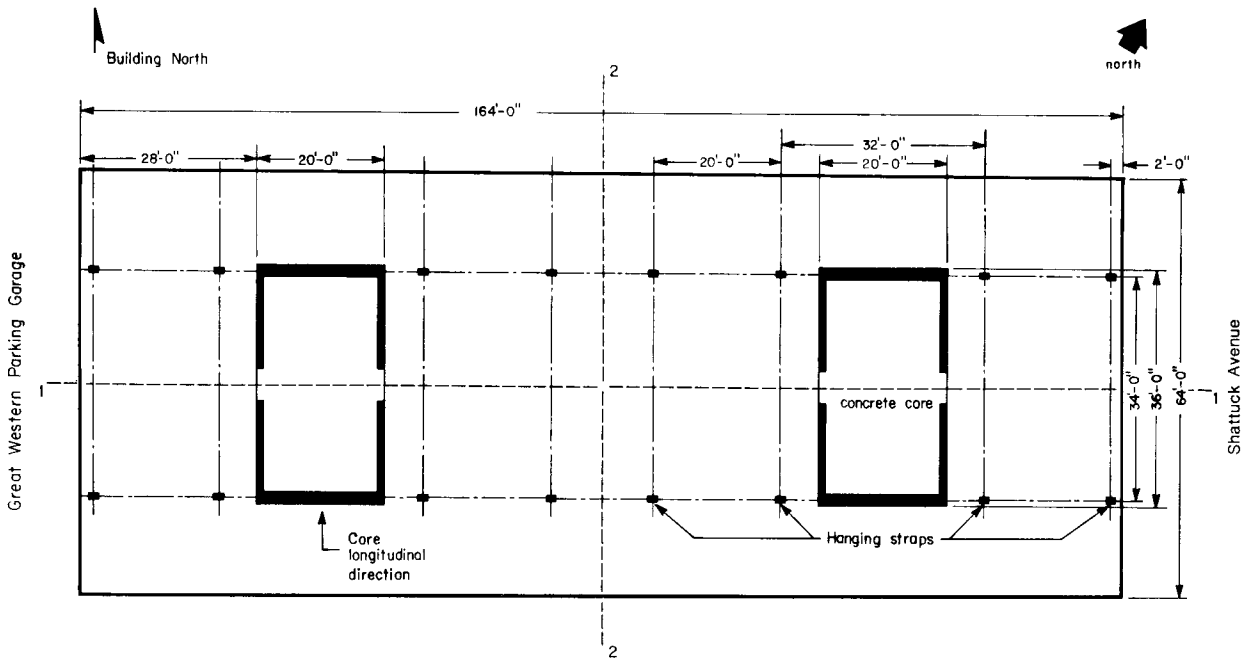 Building North
north
2
164'-0"
32'-0"
28'-0"
20'-0"
20'-0"
20'-0"
2'-0"
Great Western Parking Garage
Shattuck Avenue
34'-0"
36'-0"
64'-0"
1
1
concrete core
Core
longitudinal
direction
Hanging straps
2